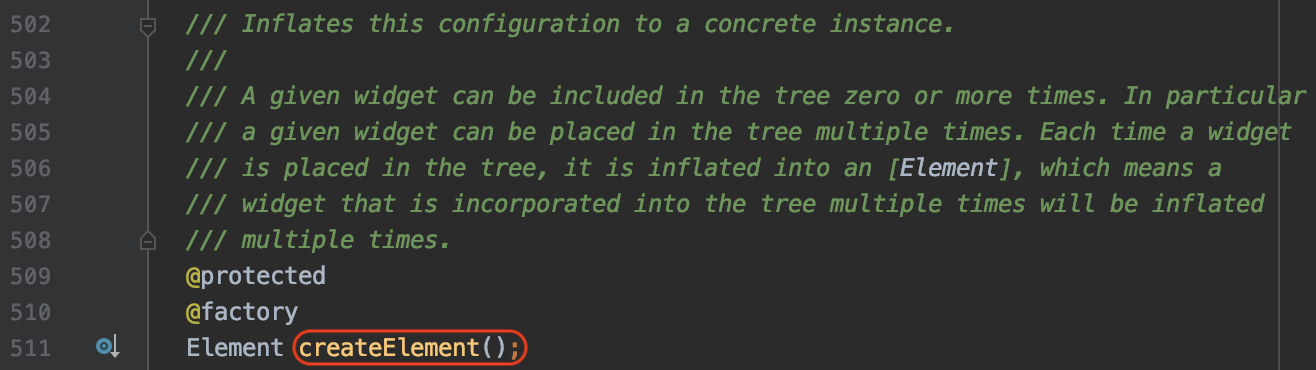 502 /// Inflates this configuration to a concrete instance.
503 ///
504 /// A given widget can be included in the tree zero or more times. In particular
505 /// a given widget can be placed in the tree multiple times. Each time a widget
506 /// is placed in the tree, it is inflated into an [Element], which means a
507 /// widget that is incorporated into the tree multiple times will be inflated
508 /// multiple times.
509 @protected
510 @factory
511 Element createElement();